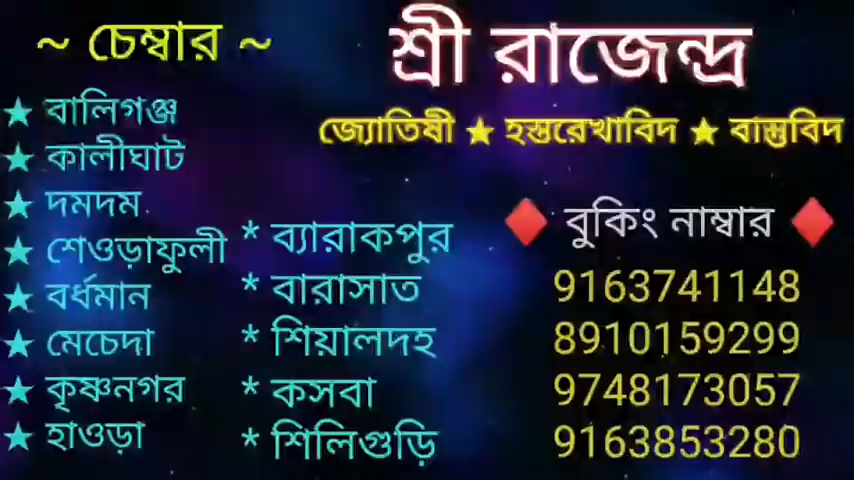 ~ চেম্বার ~
★ বালিগঞ্জ
★ কালীঘাট
★ দমদম
★ শেওড়াফুলী
★ বর্ধমান
★ মেচেদা
★ কৃষ্ণনগর
★ হাওড়া
* ব্যারাকপুর
* বারাসাত
* শিয়ালদহ
* কসবা
* শিলিগুড়ি
শ্রী রাজেন্দ্র
জ্যোতিষী ★ হস্তরেখাবিদ ★ বাস্তুবিদ
♦ বুকিং নাম্বার ♦
9163741148
8910159299
9748173057
9163853280